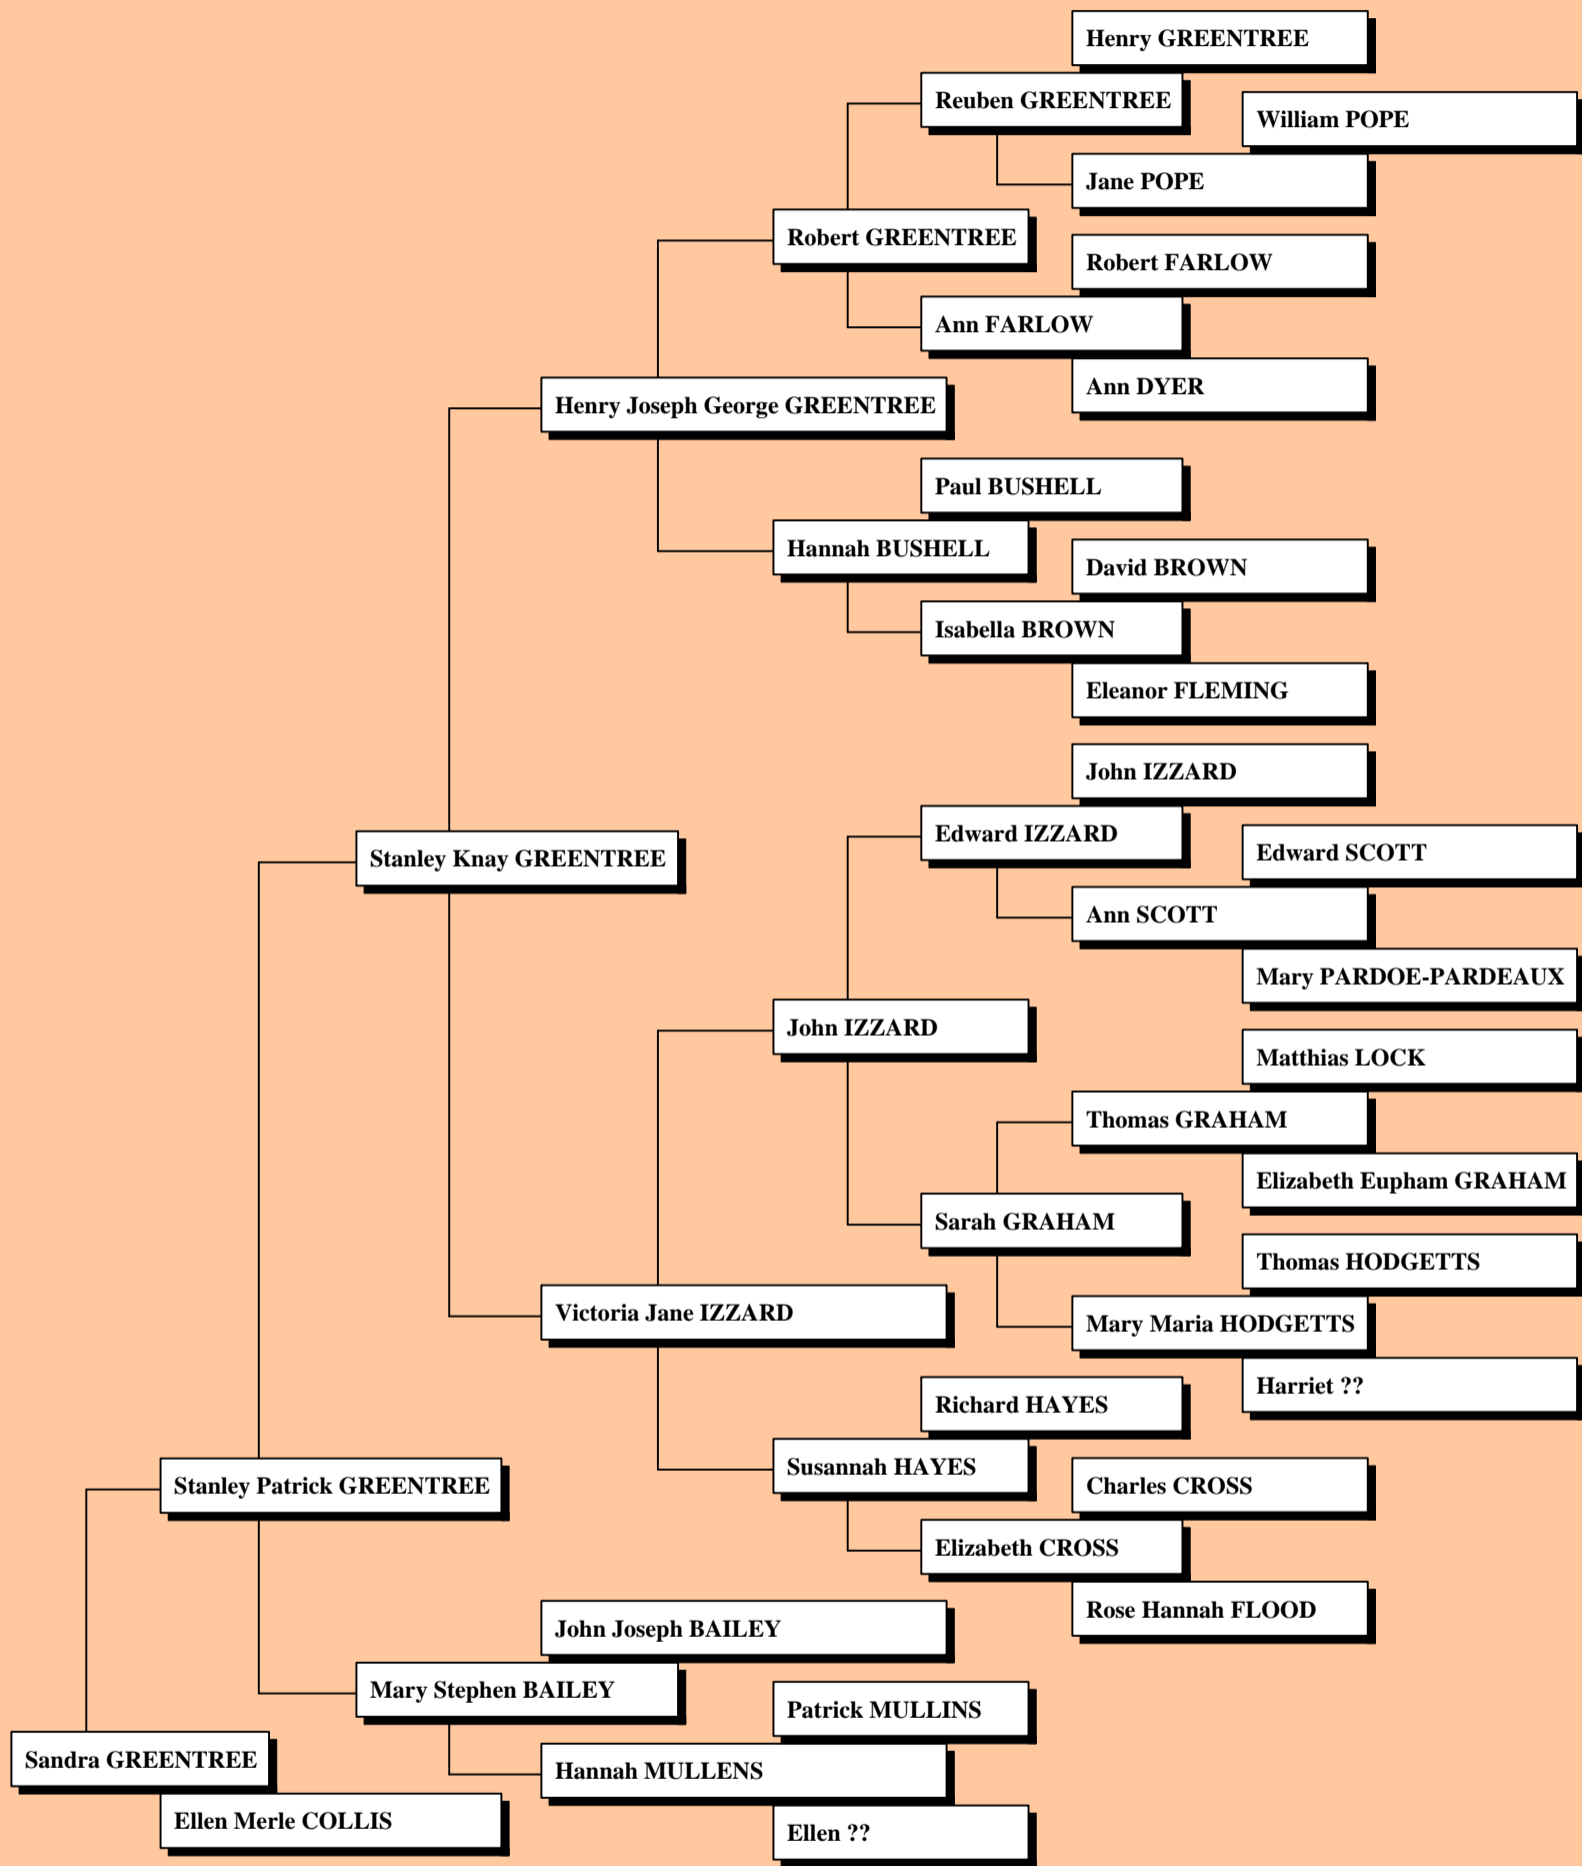 Henry GREENTREE
Reuben GREENTREE
William POPE
Jane POPE
Robert GREENTREE
Robert FARLOW
Ann FARLOW
Ann DYER
Henry Joseph George GREENTREE
Paul BUSHELL
Hannah BUSHELL
David BROWN
Isabella BROWN
Eleanor FLEMING
John IZZARD
Edward IZZARD
Stanley Knay GREENTREE
Edward SCOTT
Ann SCOTT
Mary PARDOE-PARDEAUX
John IZZARD
Matthias LOCK
Thomas GRAHAM
Elizabeth Eupham GRAHAM
Sarah GRAHAM
Thomas HODGETTS
Victoria Jane IZZARD
Mary Maria HODGETTS
Harriet ??
Richard HAYES
Susannah HAYES
Stanley Patrick GREENTREE
Charles CROSS
Elizabeth CROSS
Rose Hannah FLOOD
John Joseph BAILEY
Mary Stephen BAILEY
Patrick MULLINS
Sandra GREENTREE
Hannah MULLENS
Ellen Merle COLLIS
Ellen ??